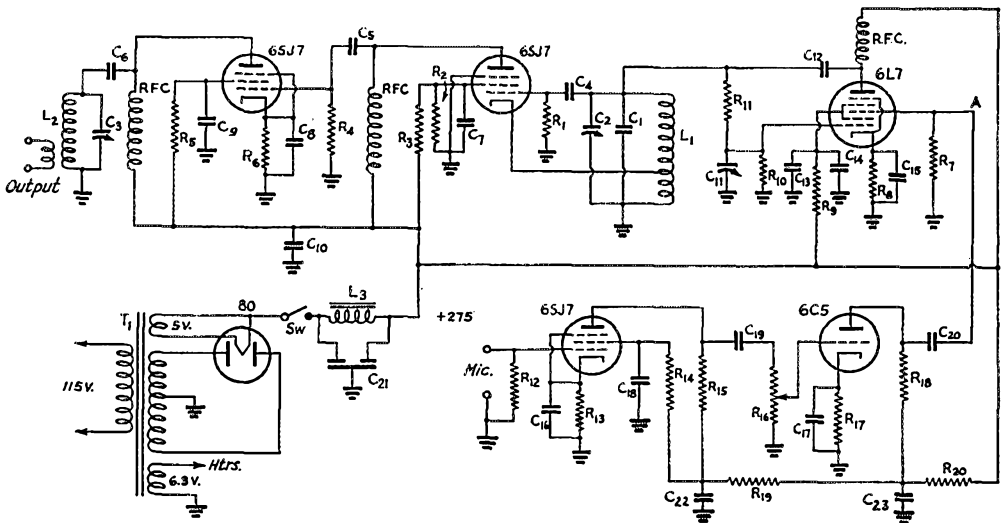 C6
6SJ7
C5
6SJ7
R.F.C.
C12
6L7
L2
C3
RFC
R5
C9
R6
C8
R4
RFC
R3
R2
C7
R1
C4
C2
C1
L1
R11
C11
R10
C13
C14
R9
R8
C15
R7
A
Output
C10
T1
5V.
80
Sw
L3
+275
C21
115V.
Htrs.
6.3V.
6SJ7
Mic.
R12
C16
R13
C18
R14
R15
C19
R16
6C5
C17
R17
R18
C20
C22
R19
C23
R20